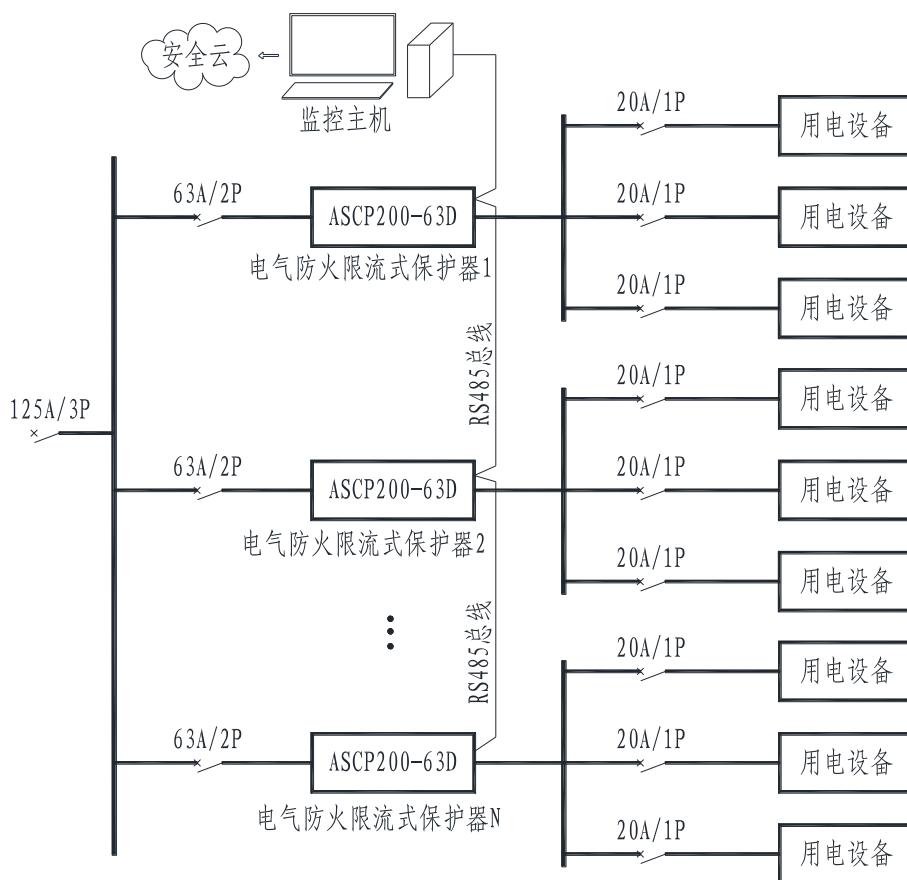 安全云
监控主机
20A/1P
用电设备
63A/2P
ASCP200-63D
20A/1P
用电设备
电气防火限流式保护器1
20A/1P
用电设备
RS485总线
20A/1P
用电设备
125A/3P
63A/2P
ASCP200-63D
20A/1P
用电设备
电气防火限流式保护器2
20A/1P
用电设备
RS485总线
20A/1P
用电设备
63A/2P
ASCP200-63D
20A/1P
用电设备
电气防火限流式保护器N
20A/1P
用电设备